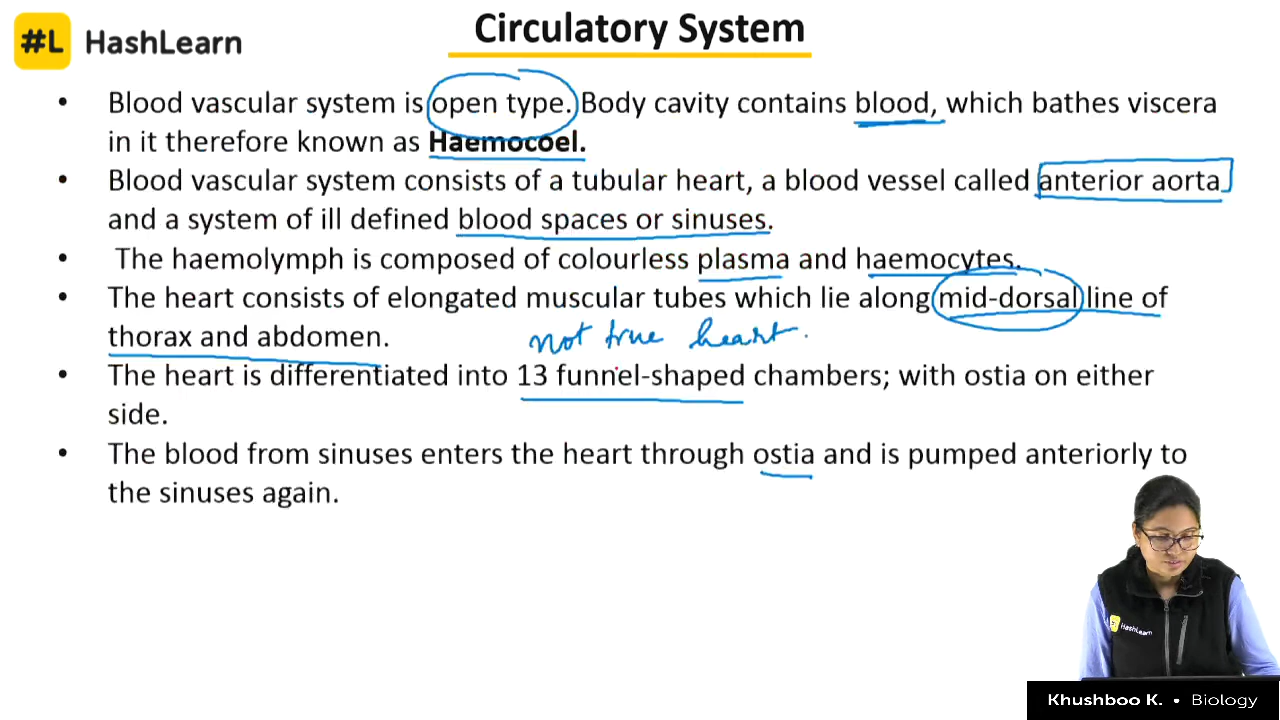 #L HashLearn
Circulatory System
• Blood vascular system is open type. Body cavity contains blood, which bathes viscera
in it therefore known as Haemocoel.
• Blood vascular system consists of a tubular heart, a blood vessel called anterior aorta
and a system of ill defined blood spaces or sinuses.
• The haemolymph is composed of colourless plasma and haemocytes.
• The heart consists of elongated muscular tubes which lie along mid-dorsal line of
thorax and abdomen.
not true heart.
• The heart is differentiated into 13 funnel-shaped chambers; with ostia on either
side.
• The blood from sinuses enters the heart through ostia and is pumped anteriorly to
the sinuses again.
HashLearn
Khushboo K. • Biology